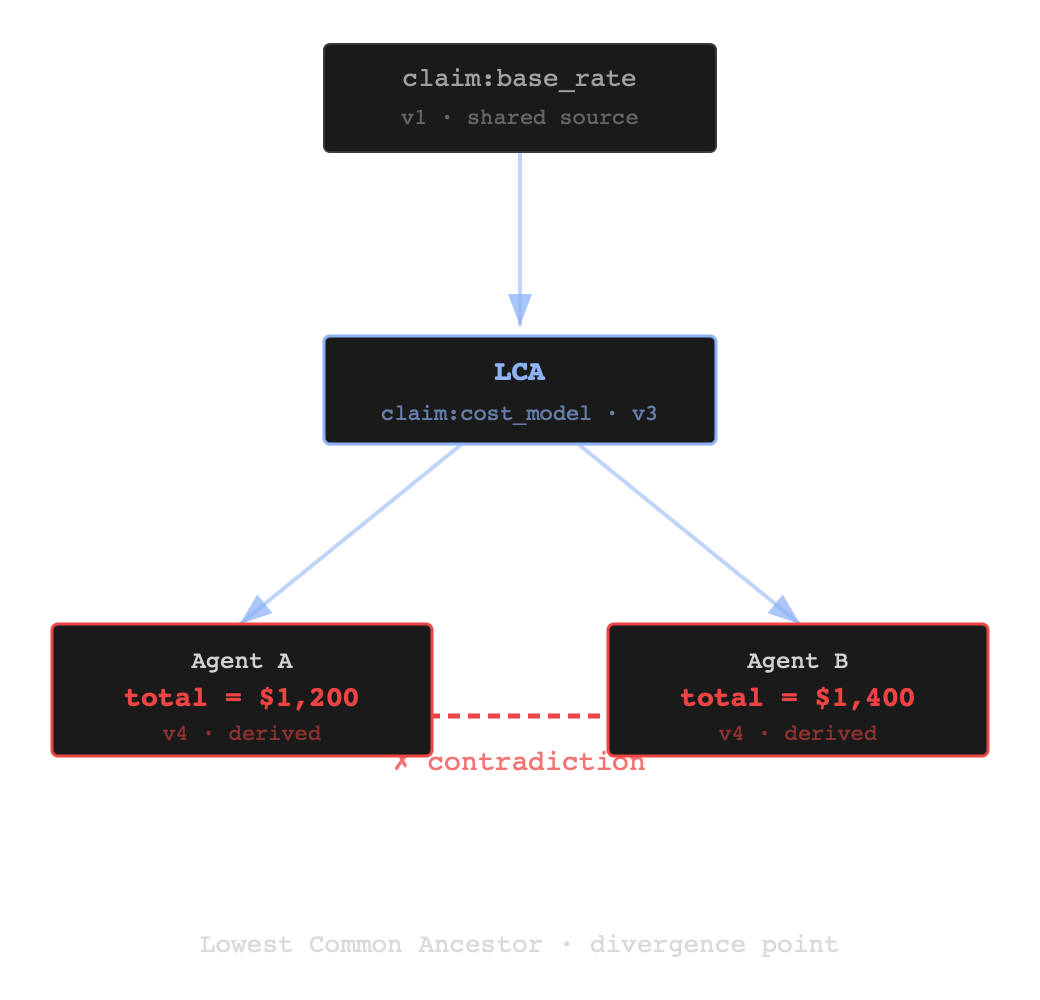 claim:base_rate
v1 · shared source
LCA
claim:cost_model · v3
Agent A
total = $1,200
v4 · derived
Agent B
total = $1,400
v4 · derived
✗ contradiction
Lowest Common Ancestor · divergence point